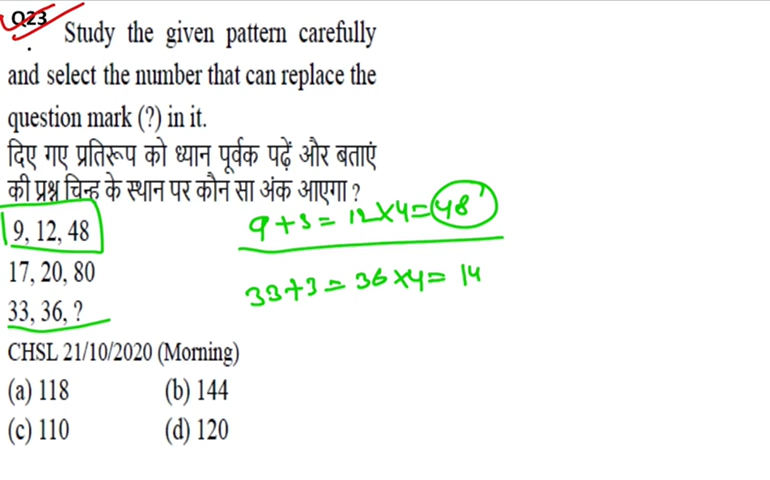 Q23
. Study the given pattern carefully
and select the number that can replace the
question mark (?) in it.
दिए गए प्रतिरूप को ध्यान पूर्वक पढ़ें और बताएं
की प्रश्न चिन्ह के स्थान पर कौन सा अंक आएगा ?
9+3=12×4=48
9, 12, 48
17, 20, 80
33+3=36×4=14
33, 36, ?
CHSL 21/10/2020 (Morning)
(a) 118 (b) 144
(c) 110 (d) 120